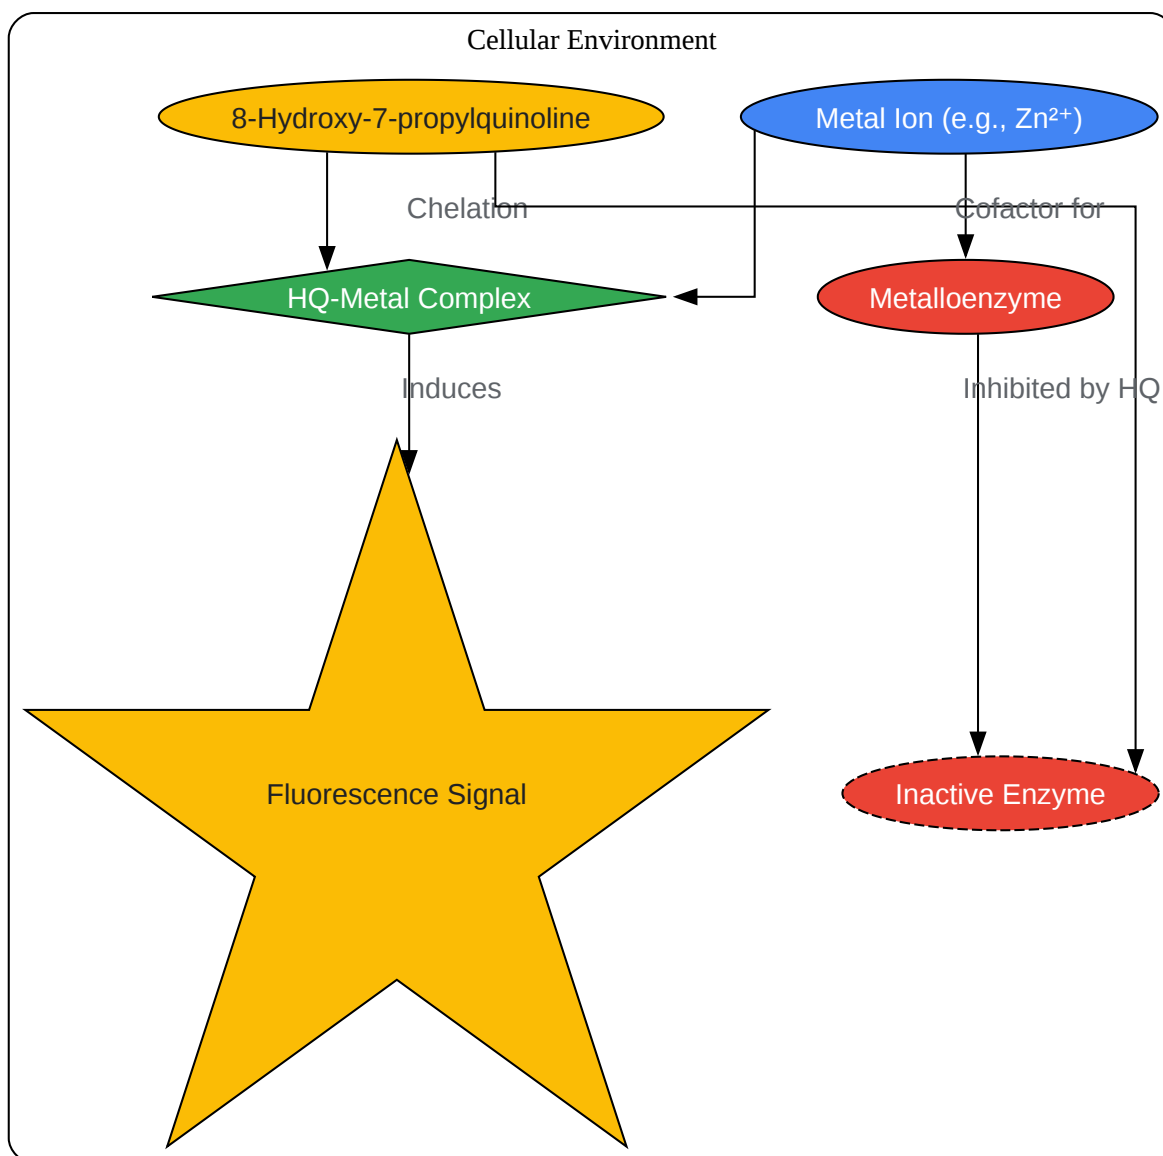 Cellular Environment
8-Hydroxy-7-propylquinoline
Metal Ion (e.g., Zn²⁺)
Chelation
Cofactor for
HQ-Metal Complex
Metalloenzyme
Induces
Inhibited by HQ
Fluorescence Signal
Inactive Enzyme